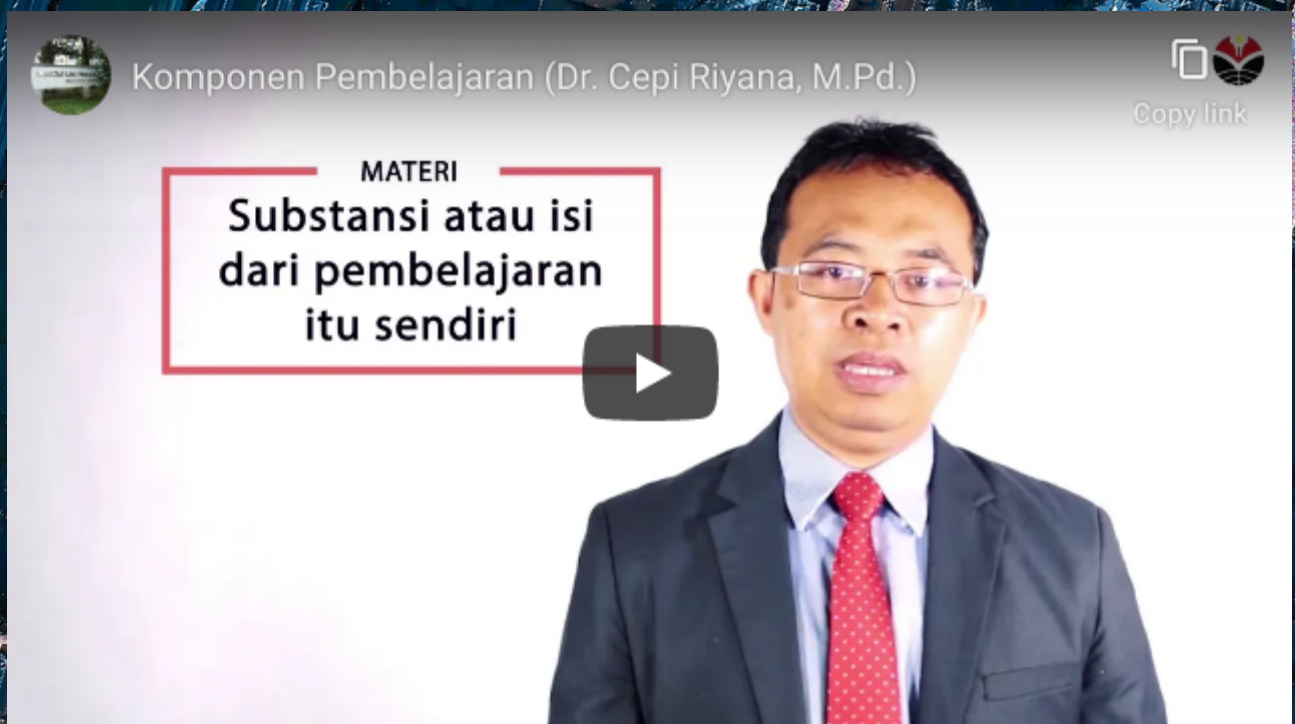 Komponen Pembelajaran (Dr. Cepi Riyana, M.Pd.)
Copy link
MATERI
Substansi atau isi
dari pembelajaran
itu sendiri